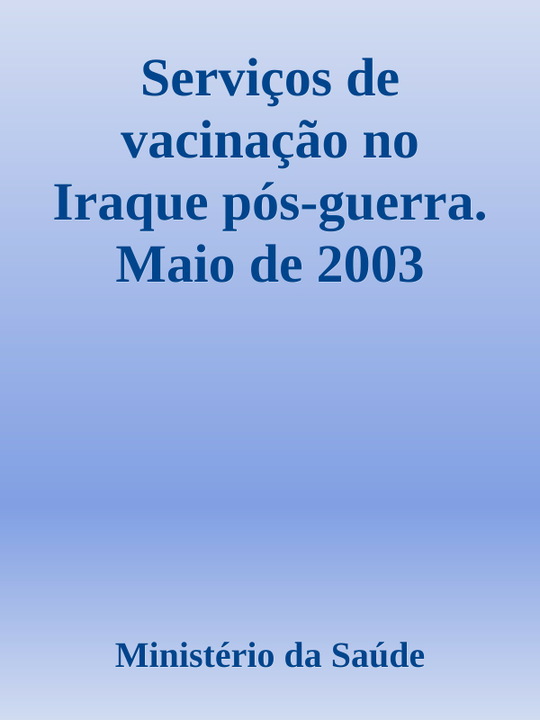 Serviços de
vacinação no
Iraque pós-guerra.
Maio de 2003
Ministério da Saúde